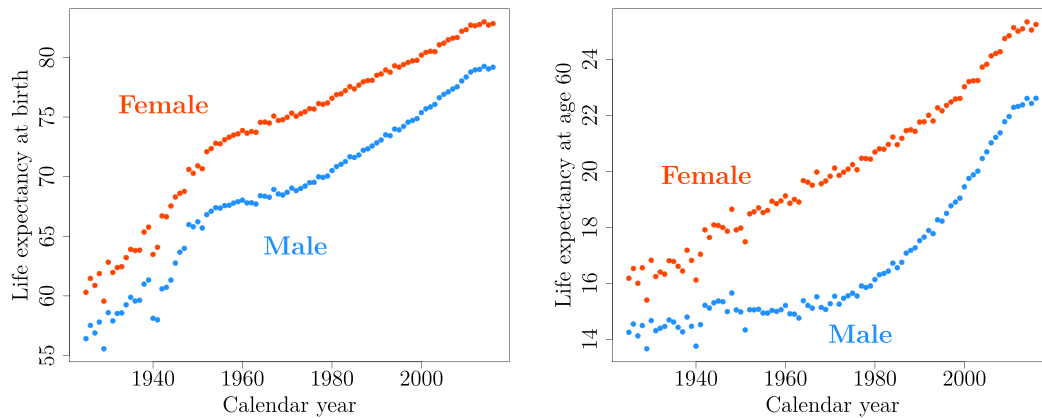 Life expectancy at birth
80
75
70
65
60
55
Female
Male
1940
1960
1980
2000
Calendar year
Life expectancy at age 60
24
22
20
18
16
14
Female
Male
1940
1960
1980
2000
Calendar year